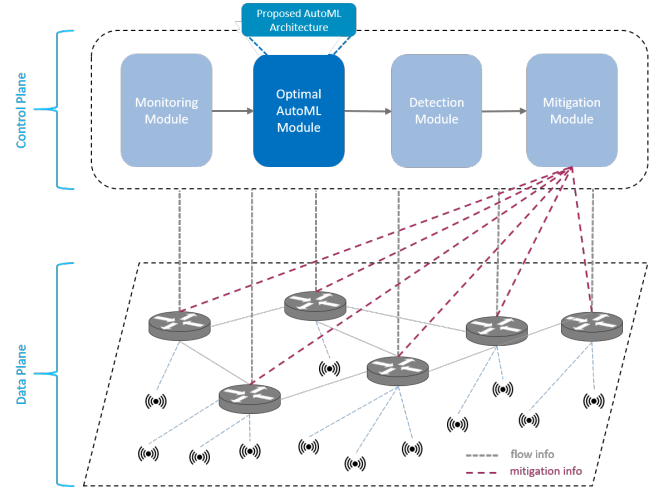 Proposed AutoML
Architecture
Control Plane
Monitoring
Module
Optimal
AutoML
Module
Detection
Module
Mitigation
Module
Data Plane
flow info
mitigation info